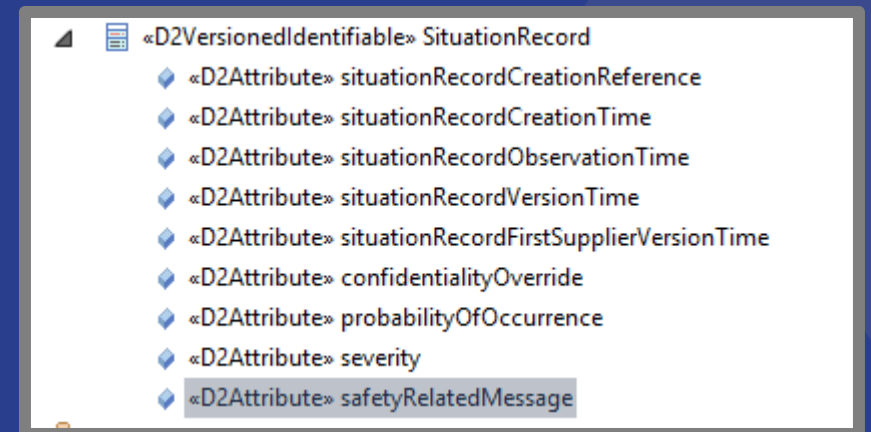 «D2VersionedIdentifiable» SituationRecord
«D2Attribute» situationRecordCreationReference
«D2Attribute» situationRecordCreationTime
«D2Attribute» situationRecordObservationTime
«D2Attribute» situationRecordVersionTime
«D2Attribute» situationRecordFirstSupplierVersionTime
«D2Attribute» confidentialityOverride
«D2Attribute» probabilityOfOccurrence
«D2Attribute» severity
«D2Attribute» safetyRelatedMessage